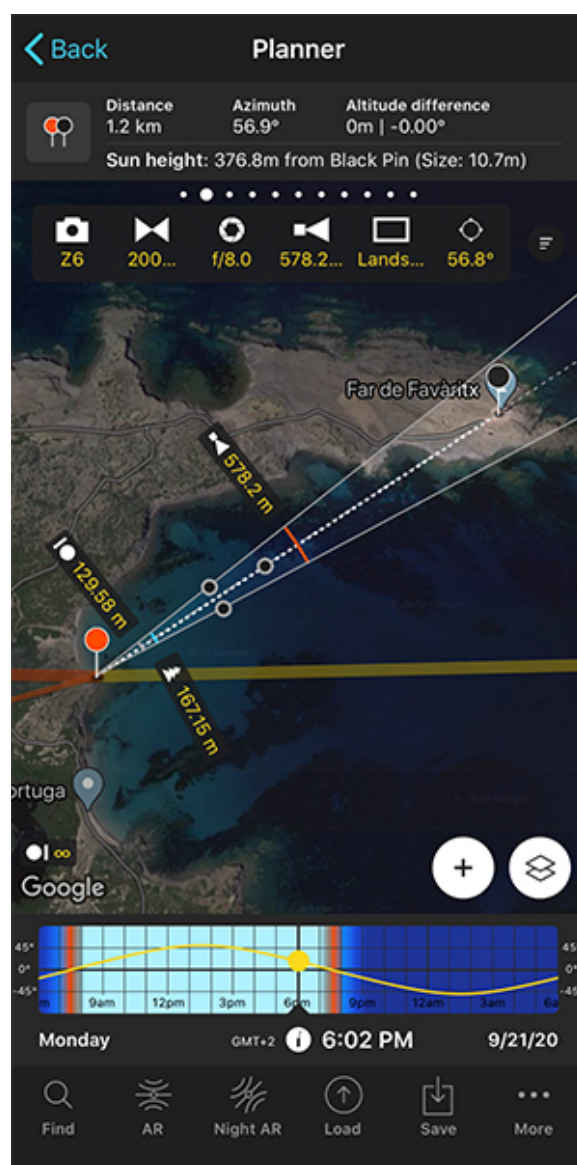 Back
Planner
Distance Azimuth Altitude difference
1.2 km 56.9° 0m | -0.00°
Sun height: 376.8m from Black Pin (Size: 10.7m)
Z6 200... f/8.0 578.2... Lands... 56.8°
Far de Favàritx
578.2 m
129.58 m
167.15 m
ortuga
∞
Google
45° 45
0° 0°
-45° -45
m 9am 12pm 3pm 6pm 9pm 12am 3am 6a
Monday GMT+2 i 6:02 PM 9/21/20
Find AR Night AR Load Save More